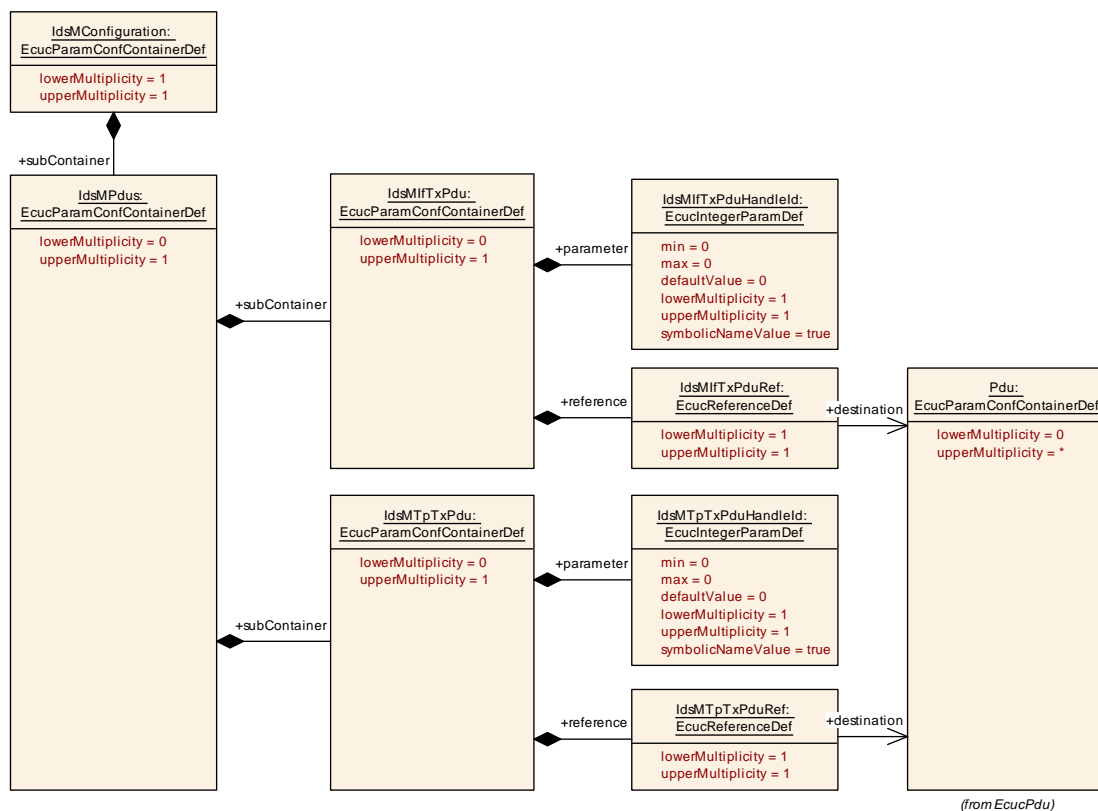 IdsMConfiguration:
EcucParamConfContainerDef
lowerMultiplicity = 1
upperMultiplicity = 1
+subContainer
IdsMPdus:
EcucParamConfContainerDef
lowerMultiplicity = 0
upperMultiplicity = 1
+subContainer
+subContainer
IdsMIfTxPdu:
EcucParamConfContainerDef
lowerMultiplicity = 0
upperMultiplicity = 1
+parameter
+reference
IdsMIfTxPduHandleId:
EcucIntegerParamDef
min = 0
max = 0
defaultValue = 0
lowerMultiplicity = 1
upperMultiplicity = 1
symbolicNameValue = true
IdsMIfTxPduRef:
EcucReferenceDef
lowerMultiplicity = 1
upperMultiplicity = 1
+destination
IdsMTpTxPdu:
EcucParamConfContainerDef
lowerMultiplicity = 0
upperMultiplicity = 1
+parameter
+reference
IdsMTpTxPduHandleId:
EcucIntegerParamDef
min = 0
max = 0
defaultValue = 0
lowerMultiplicity = 1
upperMultiplicity = 1
symbolicNameValue = true
IdsMTpTxPduRef:
EcucReferenceDef
lowerMultiplicity = 1
upperMultiplicity = 1
+destination
Pdu:
EcucParamConfContainerDef
lowerMultiplicity = 0
upperMultiplicity = *
(from EcucPdu)